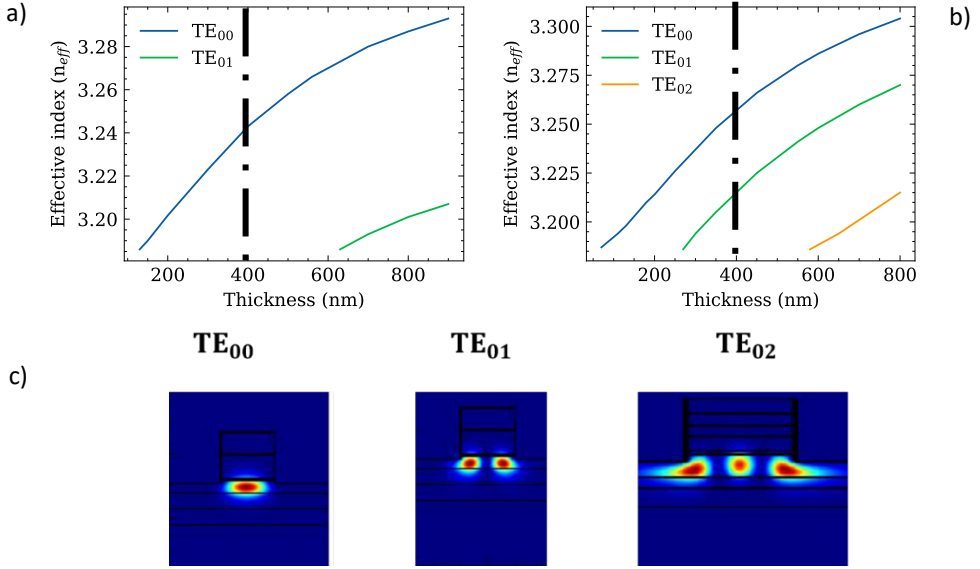 a)
Effective index (n_eff)
3.28
3.26
3.24
3.22
3.20
TE₀₀
TE₀₁
200
400
600
800
Thickness (nm)
b)
Effective index (n_eff)
3.300
3.275
3.250
3.225
3.200
TE₀₀
TE₀₁
TE₀₂
200
400
600
800
Thickness (nm)
c)
TE₀₀
TE₀₁
TE₀₂